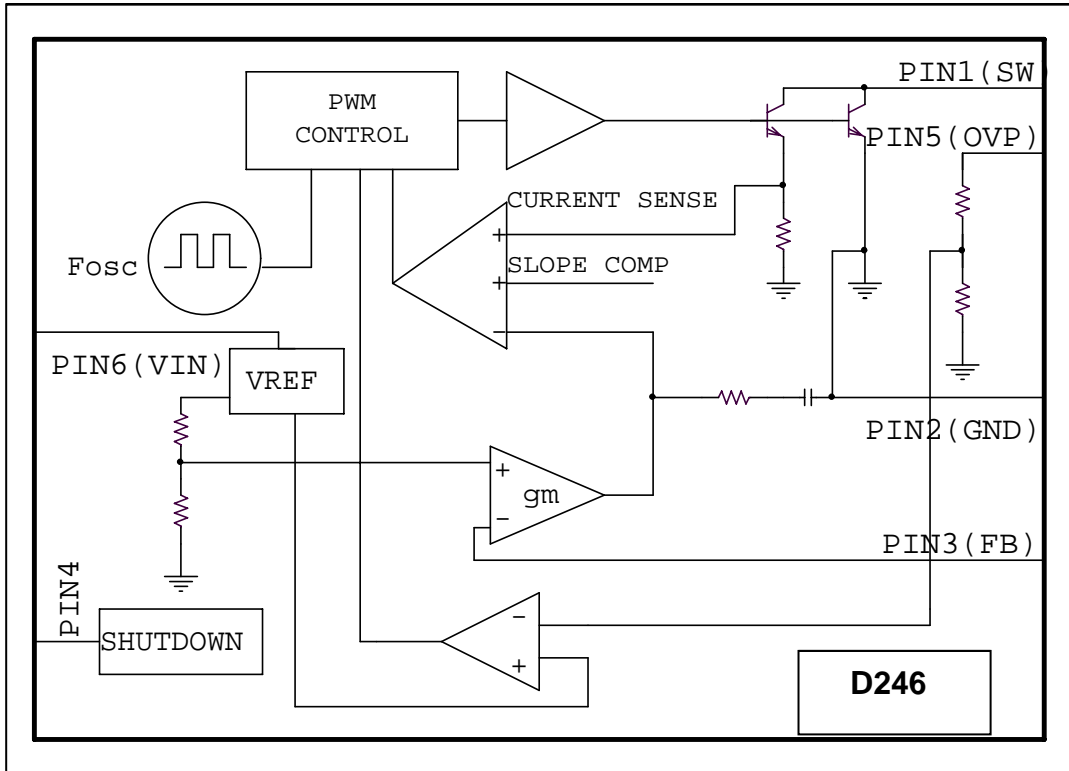 PIN1(SW)
PWM
CONTROL
PIN5(OVP)
CURRENT SENSE
+
Fosc
SLOPE COMP
+
−
PIN6(VIN)
VREF
PIN2(GND)
+
gm
−
PIN3(FB)
PIN4
SHUTDOWN
−
+
D246